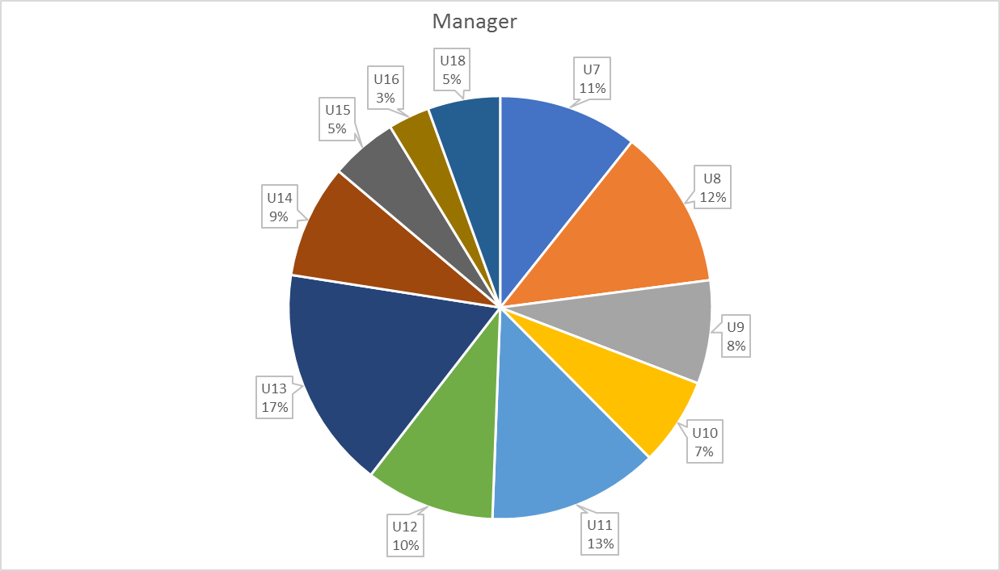 Manager
U7
11%
U8
12%
U9
8%
U10
7%
U11
13%
U12
10%
U13
17%
U14
9%
U15
5%
U16
3%
U18
5%